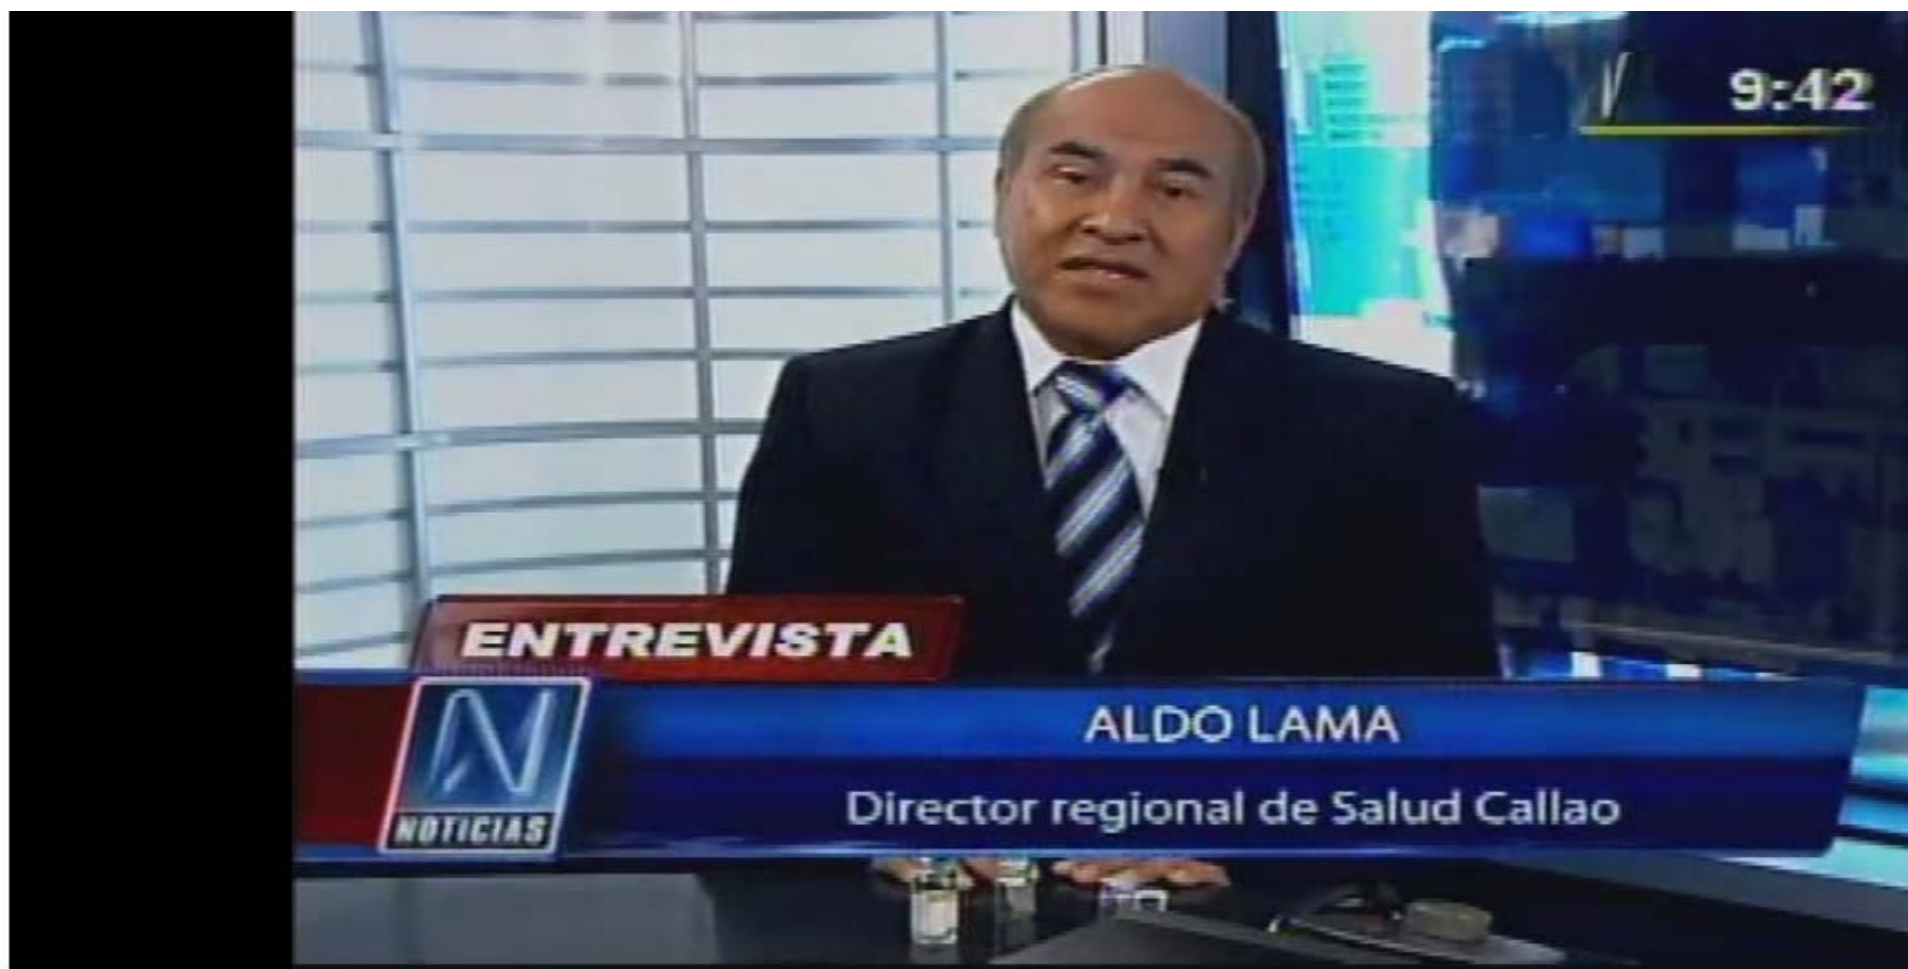 9:42
ENTREVISTA
N
NOTICIAS
ALDO LAMA
Director regional de Salud Callao